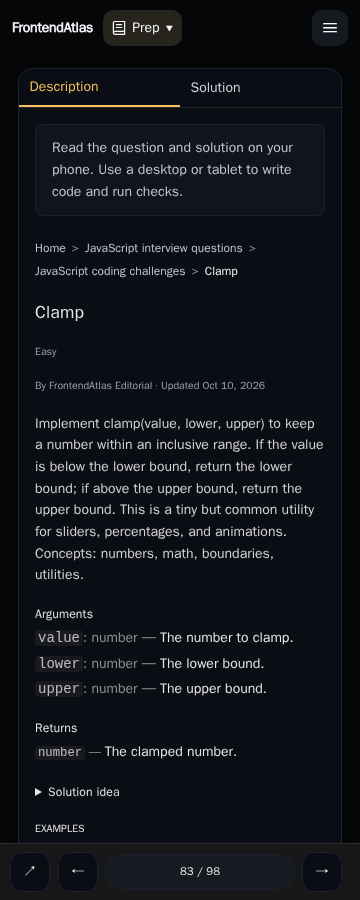 FrontendAtlas
Prep ▼
Description
Solution
Read the question and solution on your
phone. Use a desktop or tablet to write
code and run checks.
Home > JavaScript interview questions >
JavaScript coding challenges > Clamp
Clamp
Easy
By FrontendAtlas Editorial · Updated Oct 10, 2026
Implement clamp(value, lower, upper) to keep
a number within an inclusive range. If the value
is below the lower bound, return the lower
bound; if above the upper bound, return the
upper bound. This is a tiny but common utility
for sliders, percentages, and animations.
Concepts: numbers, math, boundaries,
utilities.
Arguments
value: number — The number to clamp.
lower: number — The lower bound.
upper: number — The upper bound.
Returns
number — The clamped number.
▶ Solution idea
EXAMPLES
↗ ← 83 / 98 →